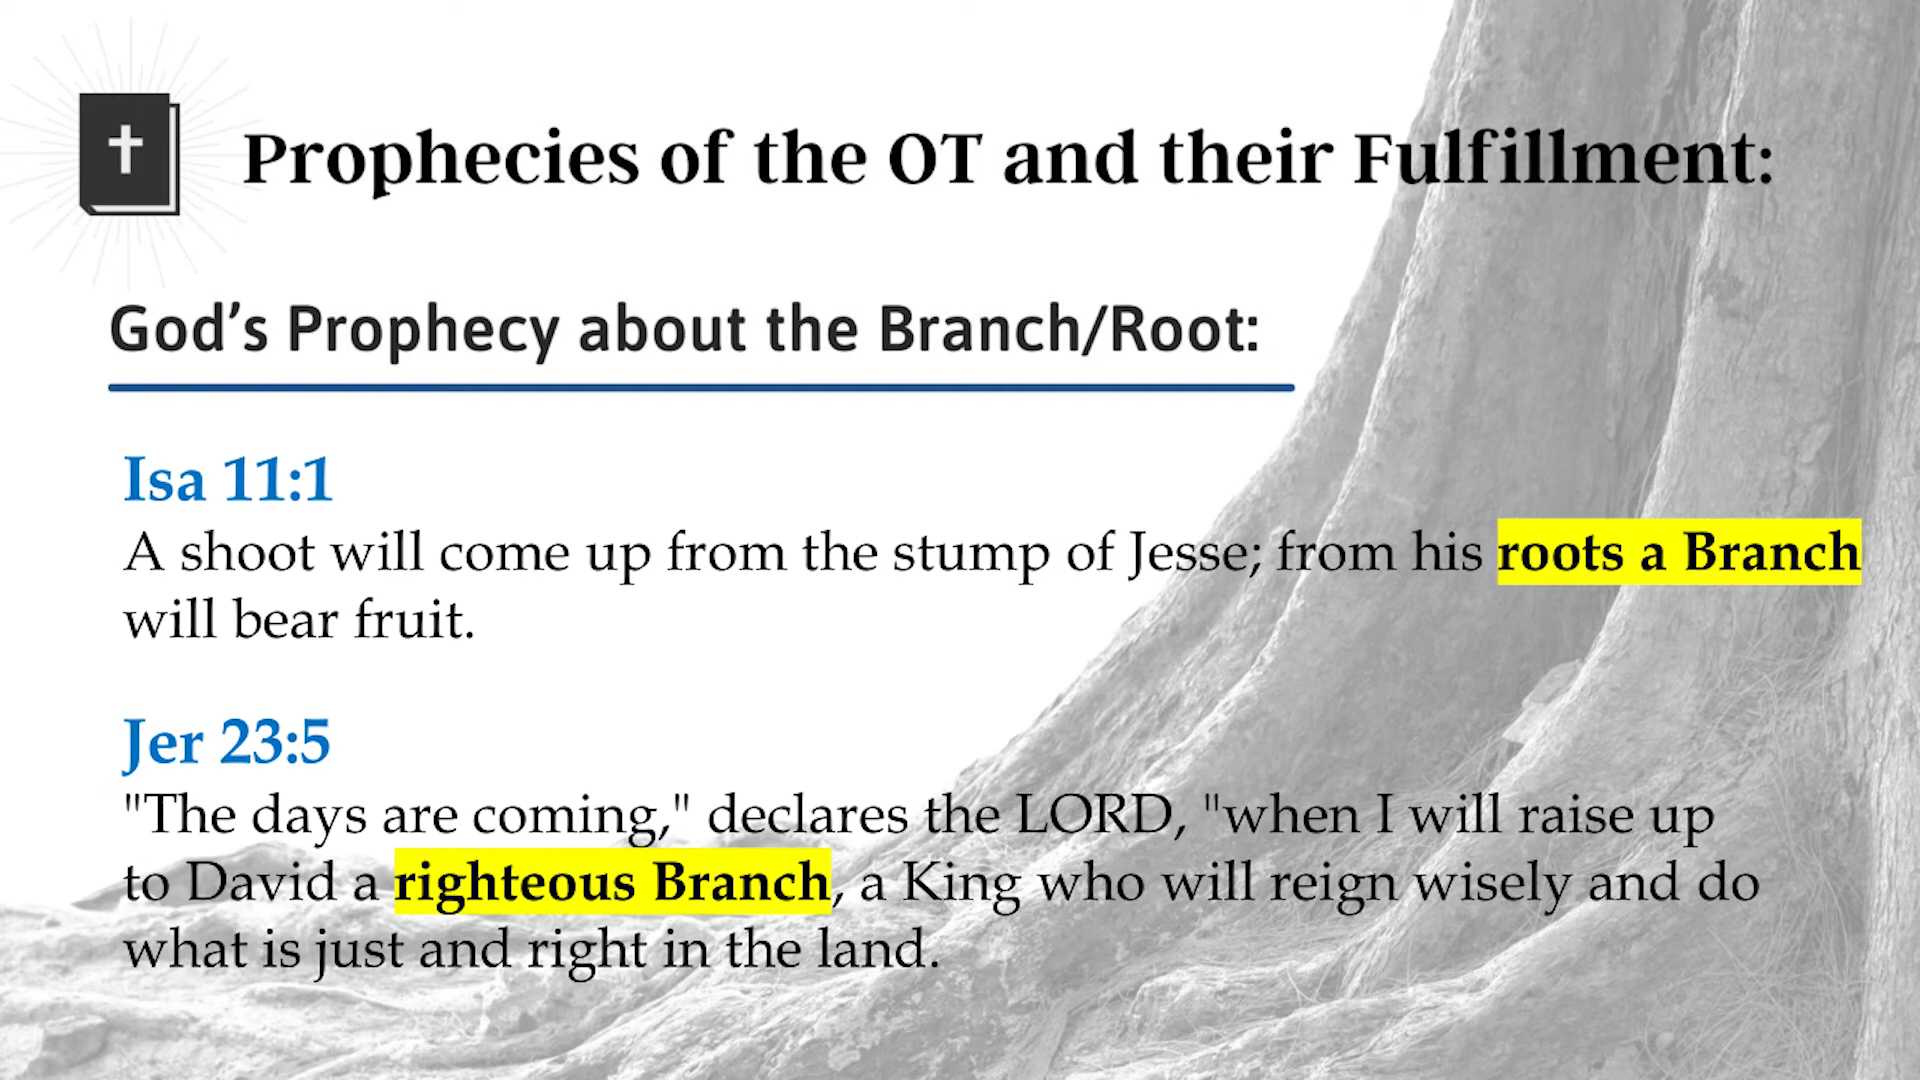 Prophecies of the OT and their Fulfillment:
God’s Prophecy about the Branch/Root:
Isa 11:1
A shoot will come up from the stump of Jesse; from his roots a Branch
will bear fruit.
Jer 23:5
"The days are coming," declares the LORD, "when I will raise up
to David a righteous Branch, a King who will reign wisely and do
what is just and right in the land.